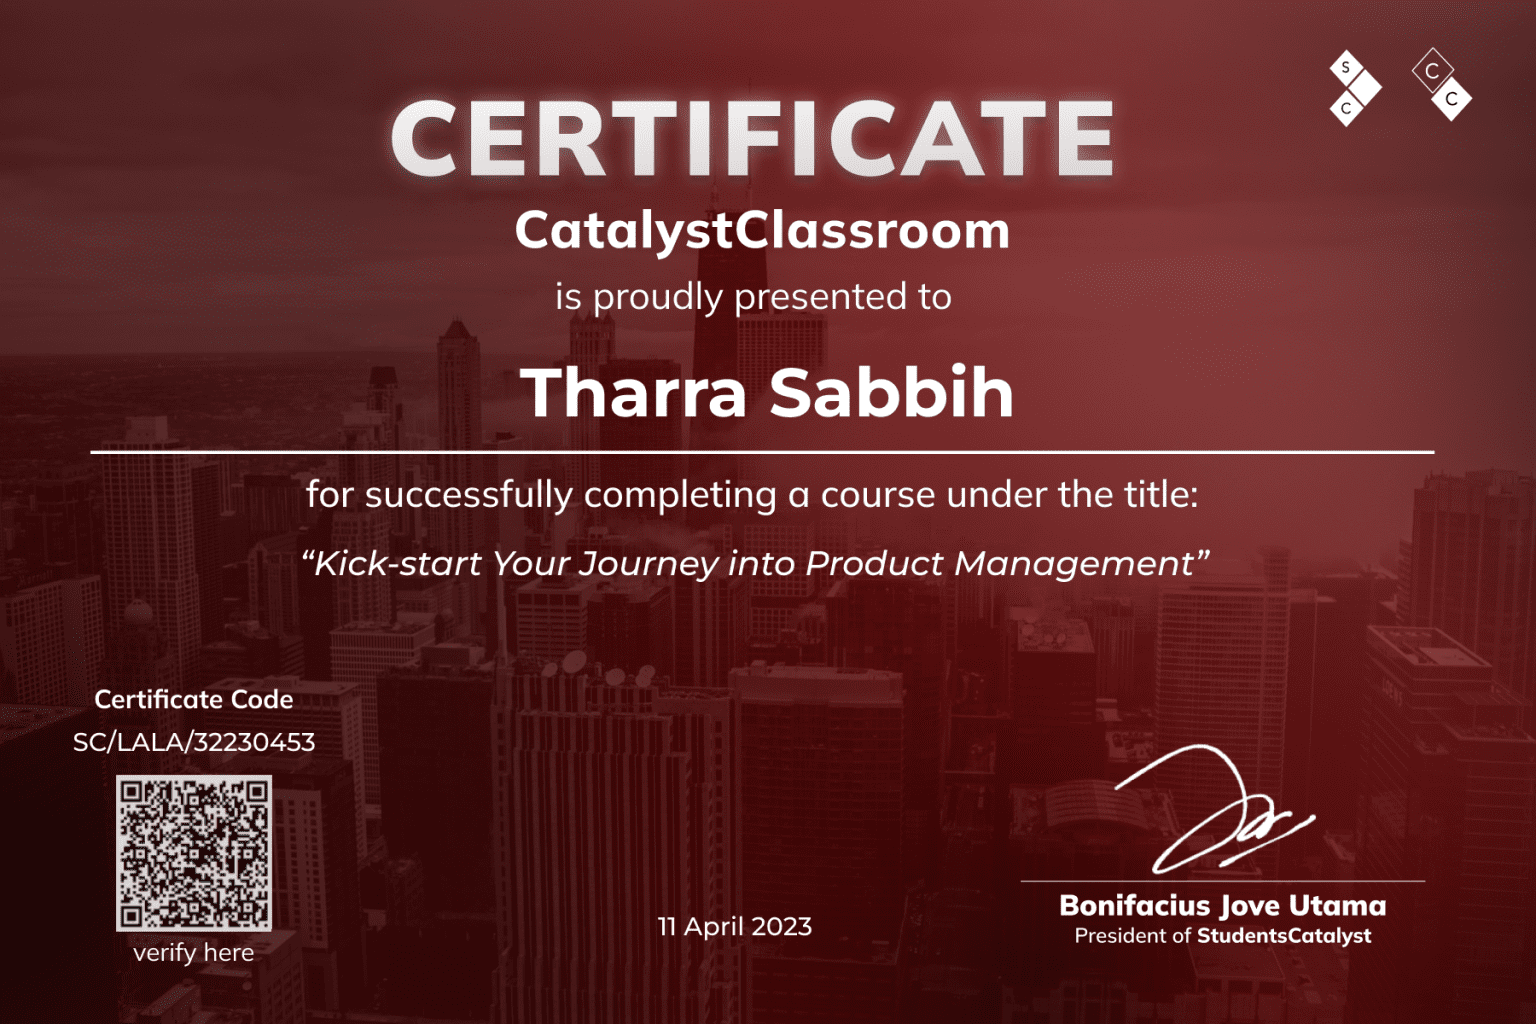 S
C
C
C
CERTIFICATE
CatalystClassroom
is proudly presented to
Tharra Sabbih
for successfully completing a course under the title:
“Kick-start Your Journey into Product Management”
Certificate Code
SC/LALA/32230453
verify here
11 April 2023
Bonifacius Jove Utama
President of StudentsCatalyst